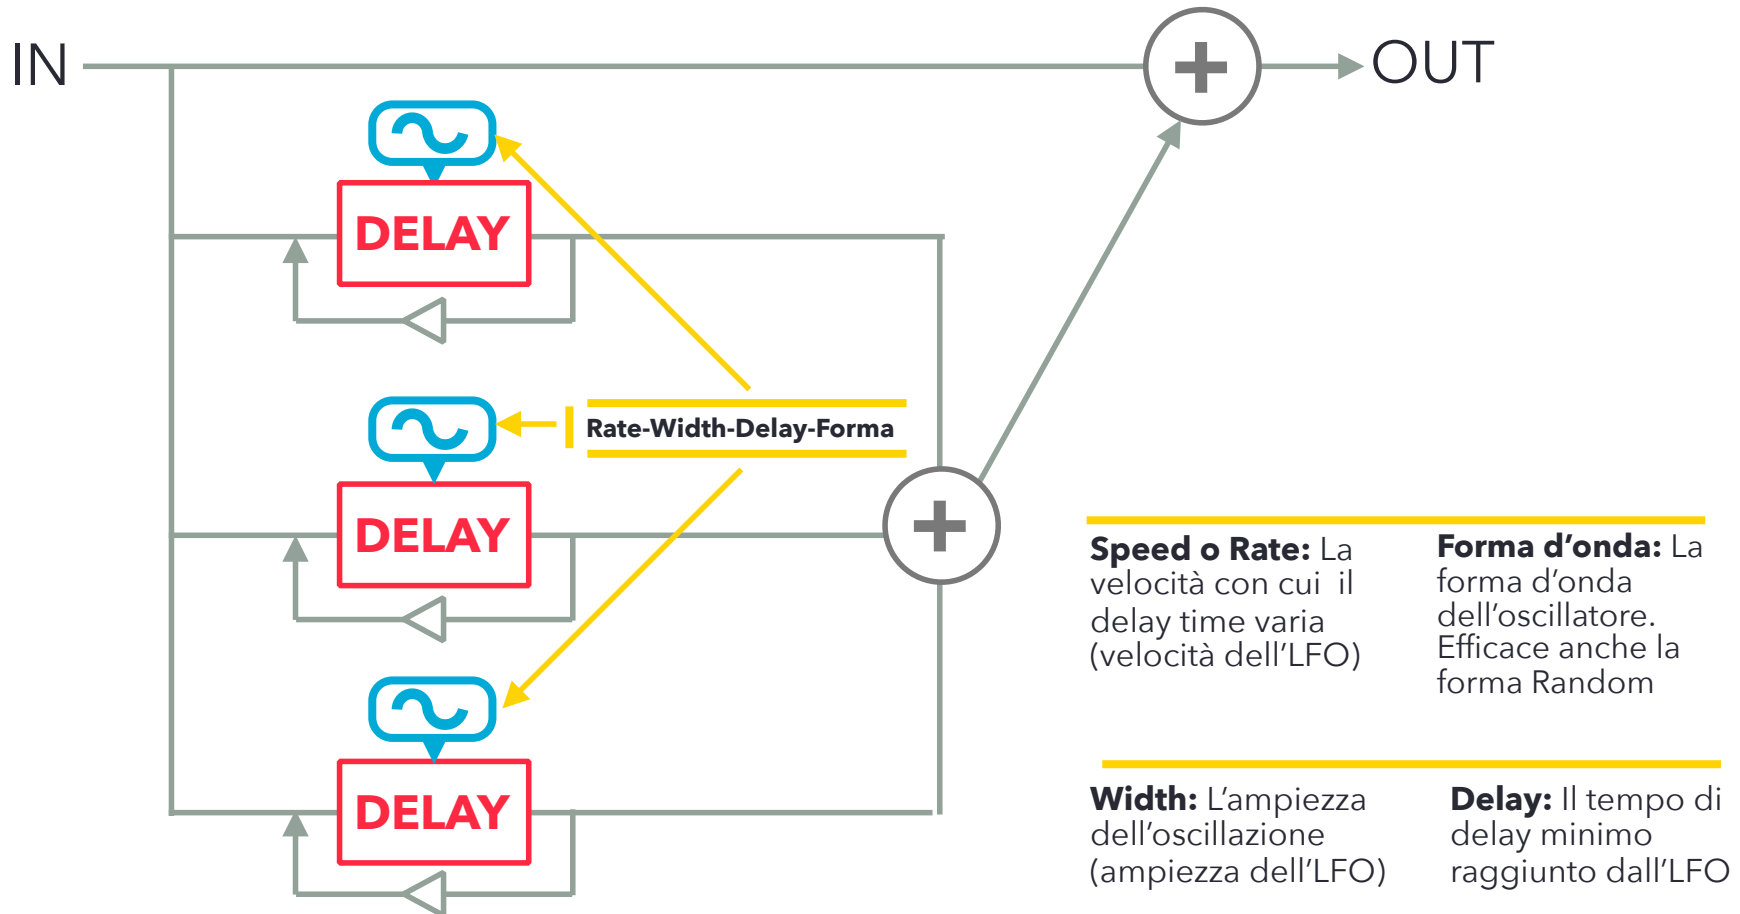 IN
OUT
DELAY
Rate-Width-Delay-Forma
DELAY
DELAY
Speed o Rate: La
velocità con cui il
delay time varia
(velocità dell'LFO)
Forma d'onda: La
forma d'onda
dell'oscillatore.
Efficace anche la
forma Random
Width: L'ampiezza
dell'oscillazione
(ampiezza dell'LFO)
Delay: Il tempo di
delay minimo
raggiunto dall'LFO